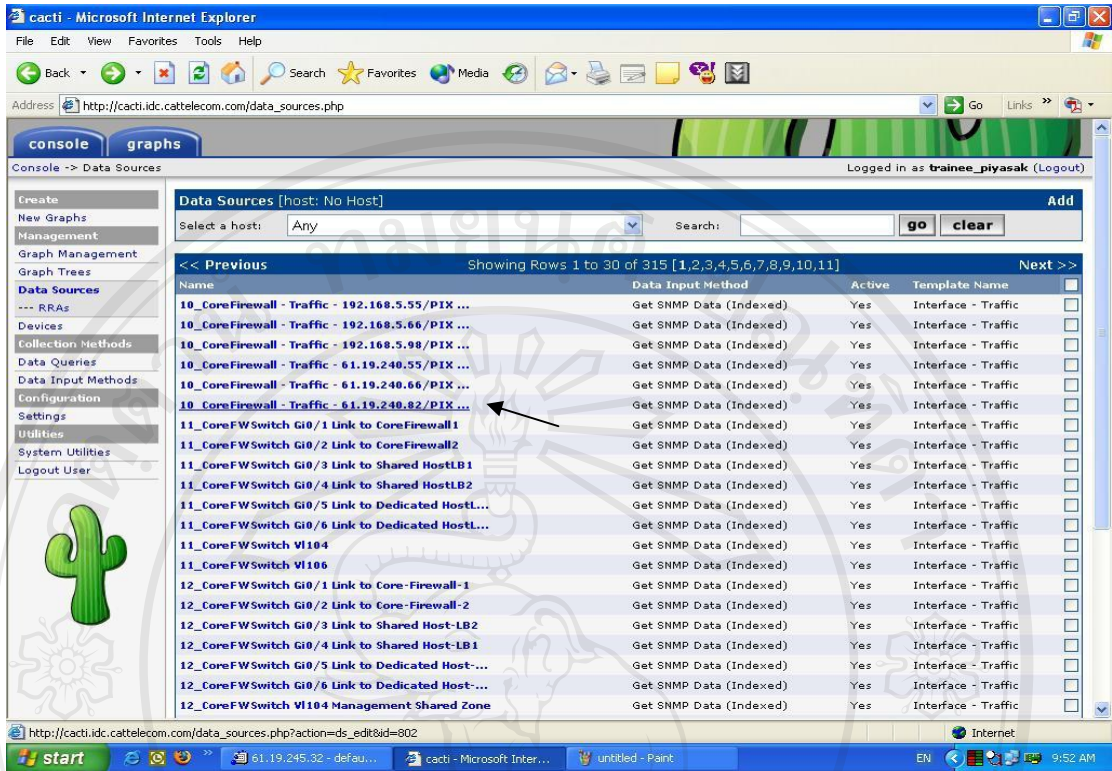 cacti - Microsoft Internet Explorer
File Edit View Favorites Tools Help
Back Search Favorites Media
Address http://cacti.idc.cattelecom.com/data_sources.php Go Links »
console graphs
Console -> Data Sources Logged in as trainee_piyasak (Logout)
Create
New Graphs
Management
Graph Management
Graph Trees
Data Sources
--- RRAs
Devices
Collection Methods
Data Queries
Data Input Methods
Configuration
Settings
Utilities
System Utilities
Logout User
Data Sources [host: No Host] Add
Select a host: Any Search: go clear
<< Previous Showing Rows 1 to 30 of 315 [1,2,3,4,5,6,7,8,9,10,11] Next >>
Name Data Input Method Active Template Name
10_CoreFirewall - Traffic - 192.168.5.55/PIX ... Get SNMP Data (Indexed) Yes Interface - Traffic
10_CoreFirewall - Traffic - 192.168.5.66/PIX ... Get SNMP Data (Indexed) Yes Interface - Traffic
10_CoreFirewall - Traffic - 192.168.5.98/PIX ... Get SNMP Data (Indexed) Yes Interface - Traffic
10_CoreFirewall - Traffic - 61.19.240.55/PIX ... Get SNMP Data (Indexed) Yes Interface - Traffic
10_CoreFirewall - Traffic - 61.19.240.66/PIX ... Get SNMP Data (Indexed) Yes Interface - Traffic
10_CoreFirewall - Traffic - 61.19.240.82/PIX ... Get SNMP Data (Indexed) Yes Interface - Traffic
11_CoreFWSwitch Gi0/1 Link to CoreFirewall1 Get SNMP Data (Indexed) Yes Interface - Traffic
11_CoreFWSwitch Gi0/2 Link to CoreFirewall2 Get SNMP Data (Indexed) Yes Interface - Traffic
11_CoreFWSwitch Gi0/3 Link to Shared HostLB1 Get SNMP Data (Indexed) Yes Interface - Traffic
11_CoreFWSwitch Gi0/4 Link to Shared HostLB2 Get SNMP Data (Indexed) Yes Interface - Traffic
11_CoreFWSwitch Gi0/5 Link to Dedicated HostL... Get SNMP Data (Indexed) Yes Interface - Traffic
11_CoreFWSwitch Gi0/6 Link to Dedicated HostL... Get SNMP Data (Indexed) Yes Interface - Traffic
11_CoreFWSwitch Vl104 Get SNMP Data (Indexed) Yes Interface - Traffic
11_CoreFWSwitch Vl106 Get SNMP Data (Indexed) Yes Interface - Traffic
12_CoreFWSwitch Gi0/1 Link to Core-Firewall-1 Get SNMP Data (Indexed) Yes Interface - Traffic
12_CoreFWSwitch Gi0/2 Link to Core-Firewall-2 Get SNMP Data (Indexed) Yes Interface - Traffic
12_CoreFWSwitch Gi0/3 Link to Shared Host-LB2 Get SNMP Data (Indexed) Yes Interface - Traffic
12_CoreFWSwitch Gi0/4 Link to Shared Host-LB1 Get SNMP Data (Indexed) Yes Interface - Traffic
12_CoreFWSwitch Gi0/5 Link to Dedicated Host-... Get SNMP Data (Indexed) Yes Interface - Traffic
12_CoreFWSwitch Gi0/6 Link to Dedicated Host-... Get SNMP Data (Indexed) Yes Interface - Traffic
12_CoreFWSwitch Vl104 Management Shared Zone Get SNMP Data (Indexed) Yes Interface - Traffic
http://cacti.idc.cattelecom.com/data_sources.php?action=ds_edit&id=802 Internet
start » 61.19.245.32 - defau... cacti - Microsoft Inter... untitled - Paint EN 9:52 AM